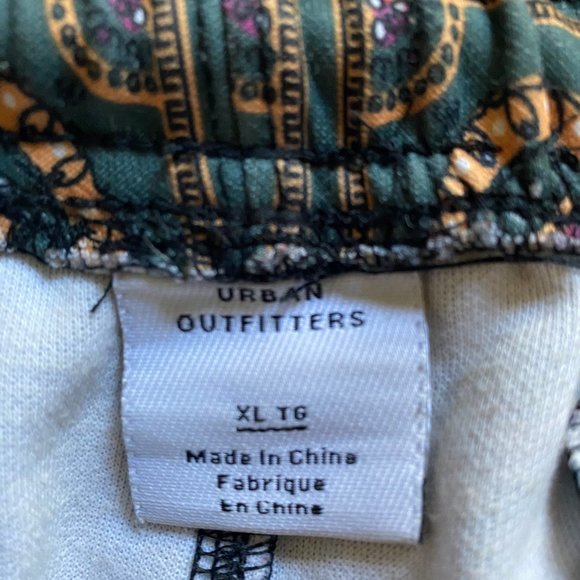 URBAN
OUTFITTERS
XL TG
Made In China
Fabrique
En Chine